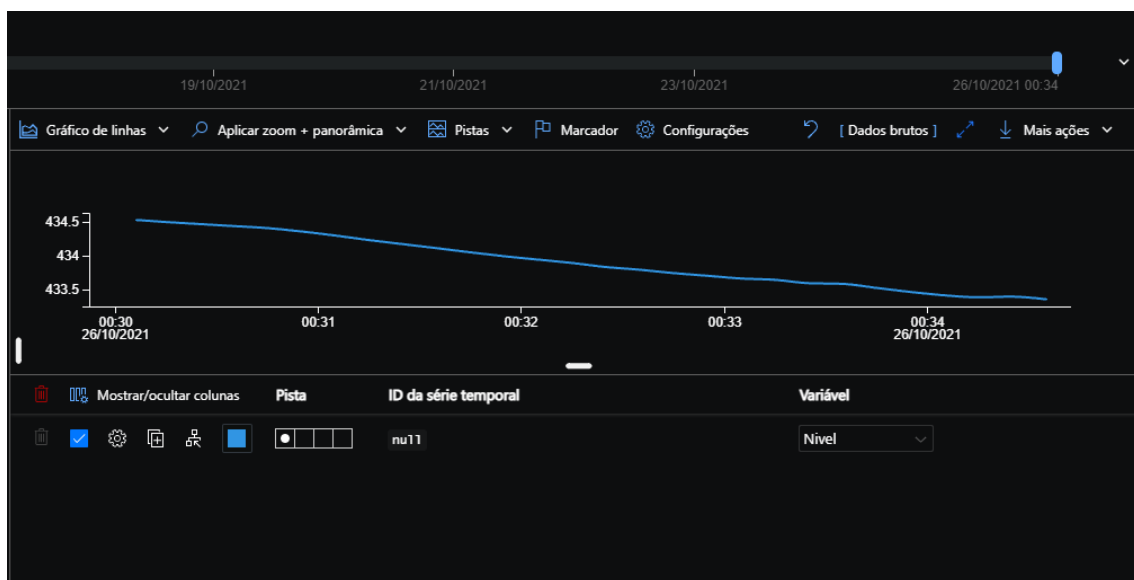 19/10/2021 21/10/2021 23/10/2021 26/10/2021 00:34
Gráfico de linhas Aplicar zoom + panorâmica Pistas Marcador Configurações [ Dados brutos ] Mais ações
434.5
434
433.5
00:30 00:31 00:32 00:33 00:34
26/10/2021 26/10/2021
Mostrar/ocultar colunas Pista ID da série temporal Variável
null Nivel